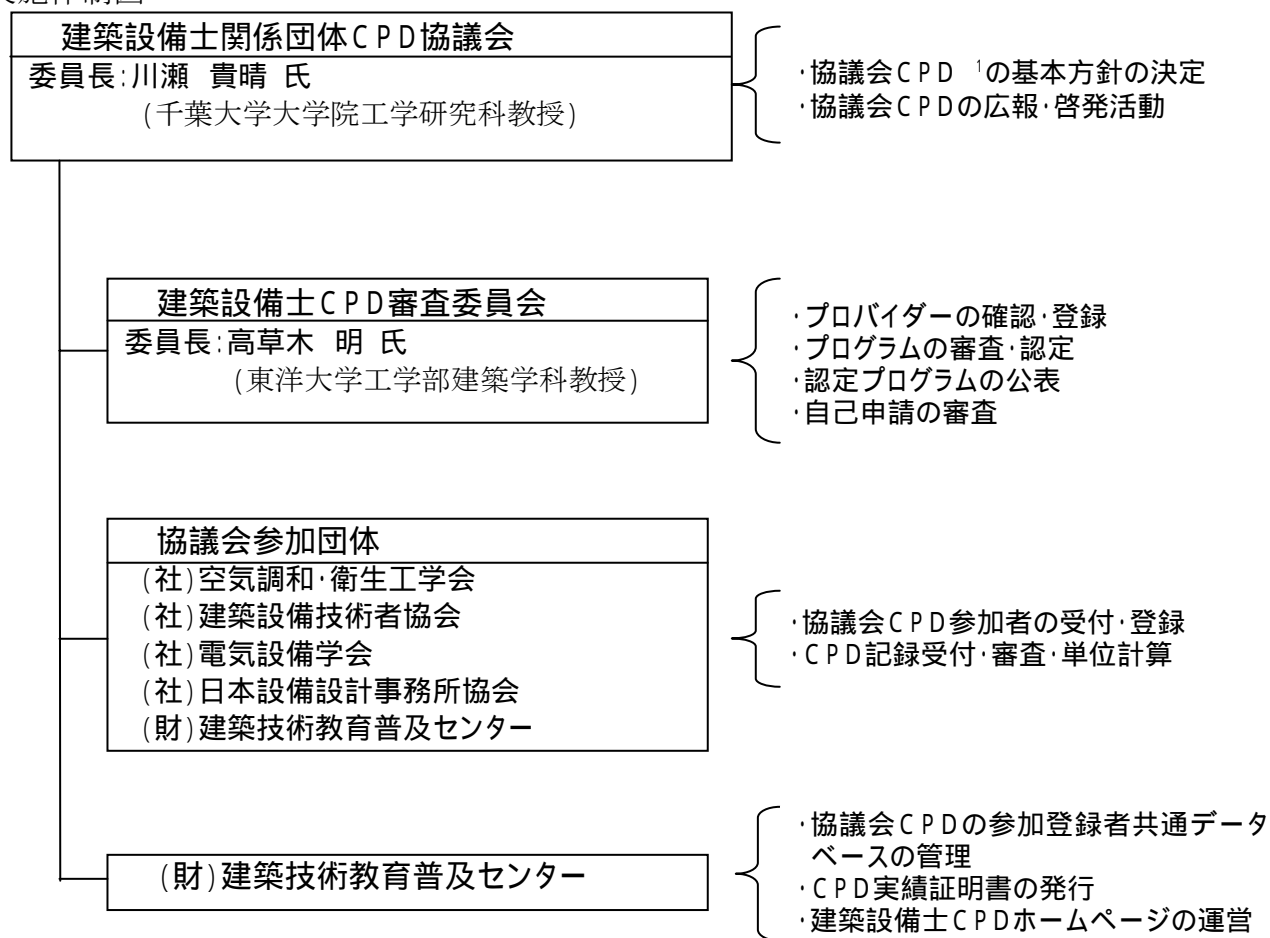 建築設備士関係団体CPD協議会
委員長:川瀬 貴晴 氏
(千葉大学大学院工学研究科教授)
・協議会CPD 1の基本方針の決定
・協議会CPDの広報・啓発活動
建築設備士CPD審査委員会
委員長:高草木 明 氏
(東洋大学工学部建築学科教授)
・プロバイダーの確認・登録
・プログラムの審査・認定
・認定プログラムの公表
・自己申請の審査
協議会参加団体
(社)空気調和・衛生工学会
(社)建築設備技術者協会
(社)電気設備学会
(社)日本設備設計事務所協会
(財)建築技術教育普及センター
・協議会CPD参加者の受付・登録
・CPD記録受付・審査・単位計算
(財)建築技術教育普及センター
・協議会CPDの参加登録者共通データ
ベースの管理
・CPD実績証明書の発行
・建築設備士CPDホームページの運営